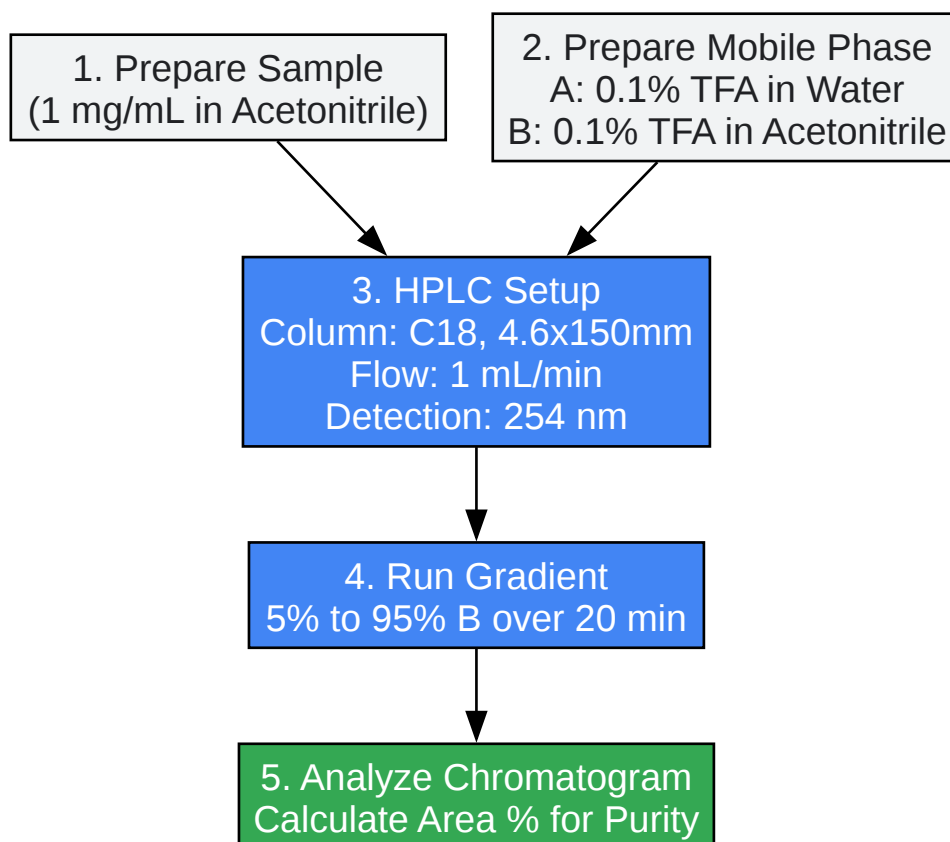 1. Prepare Sample
(1 mg/mL in Acetonitrile)
2. Prepare Mobile Phase
A: 0.1% TFA in Water
B: 0.1% TFA in Acetonitrile
3. HPLC Setup
Column: C18, 4.6x150mm
Flow: 1 mL/min
Detection: 254 nm
4. Run Gradient
5% to 95% B over 20 min
5. Analyze Chromatogram
Calculate Area % for Purity